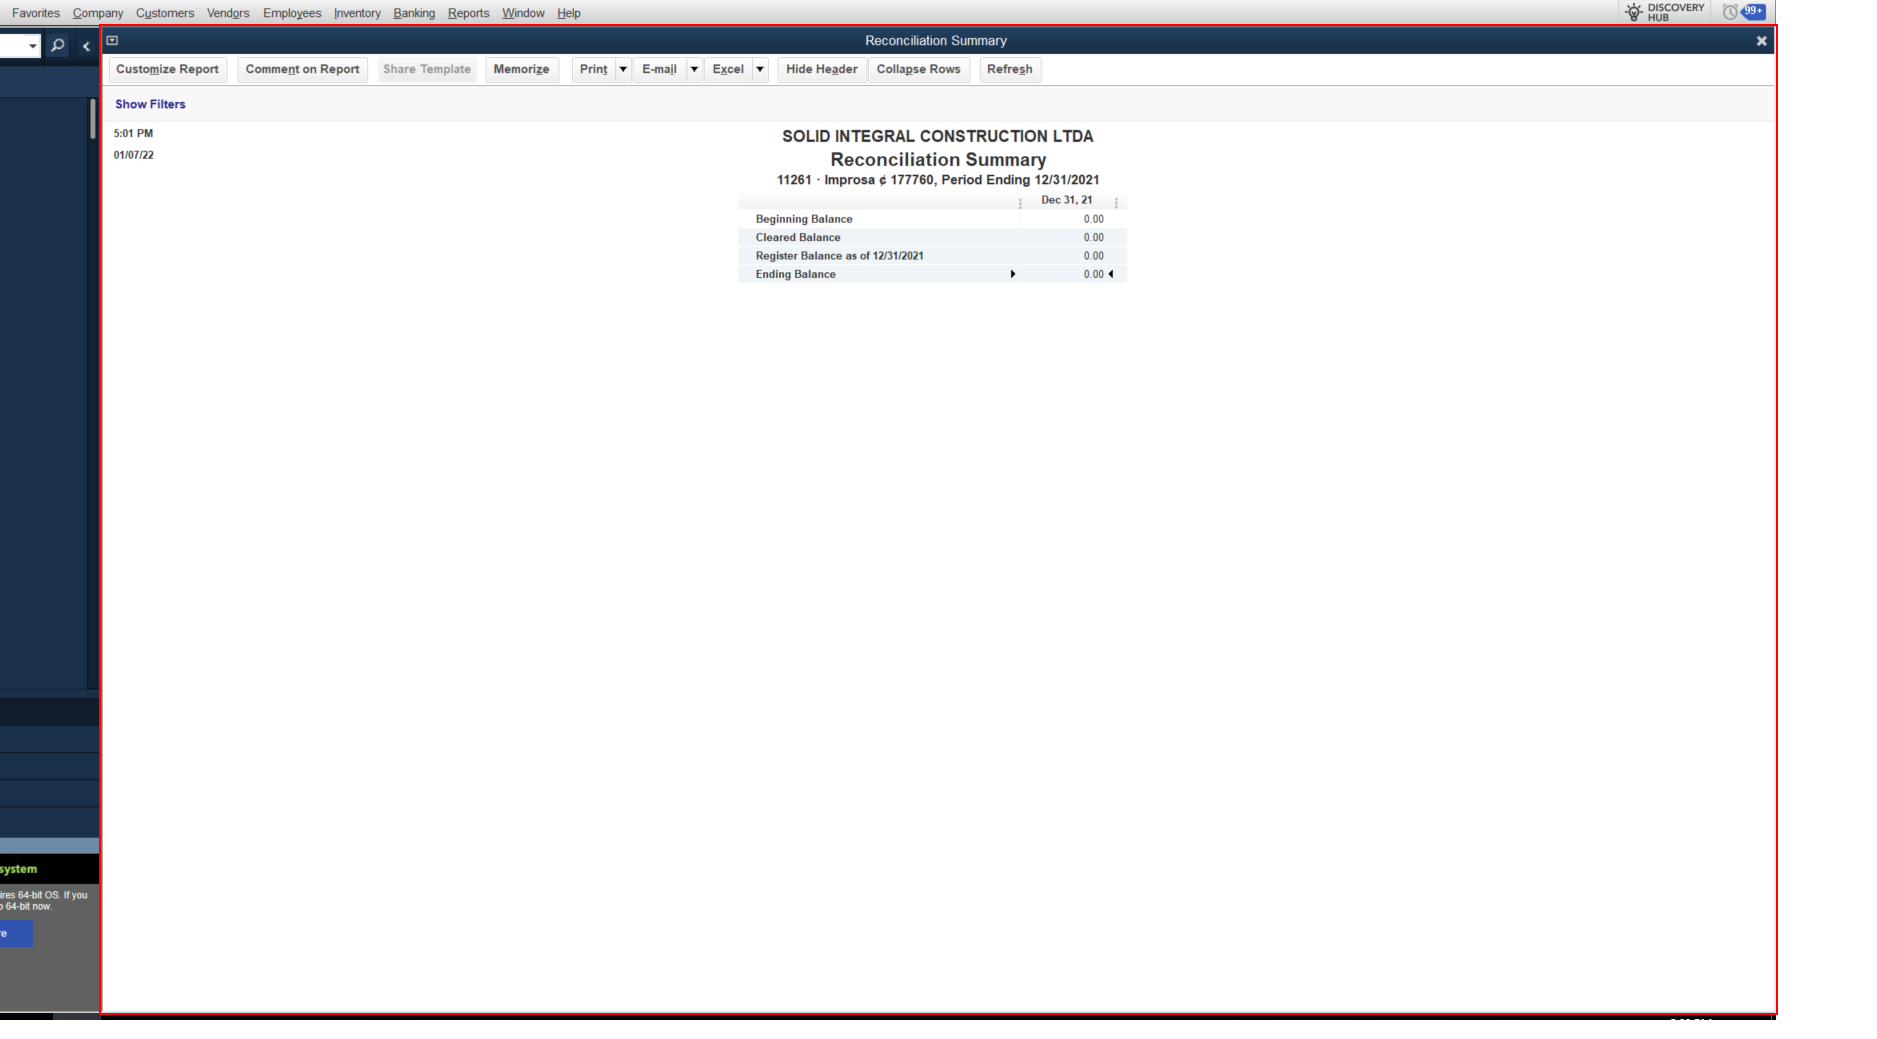 Favorites Company Customers Vendors Employees Inventory Banking Reports Window Help
DISCOVERY HUB
99+
Reconciliation Summary
Customize Report Comment on Report Share Template Memorize Print E-mail Excel Hide Header Collapse Rows Refresh
Show Filters
5:01 PM
01/07/22
SOLID INTEGRAL CONSTRUCTION LTDA
Reconciliation Summary
11261 · Improsa ¢ 177760, Period Ending 12/31/2021
Dec 31, 21
Beginning Balance 0.00
Cleared Balance 0.00
Register Balance as of 12/31/2021 0.00
Ending Balance 0.00
system
64-bit OS. If you
64-bit now.